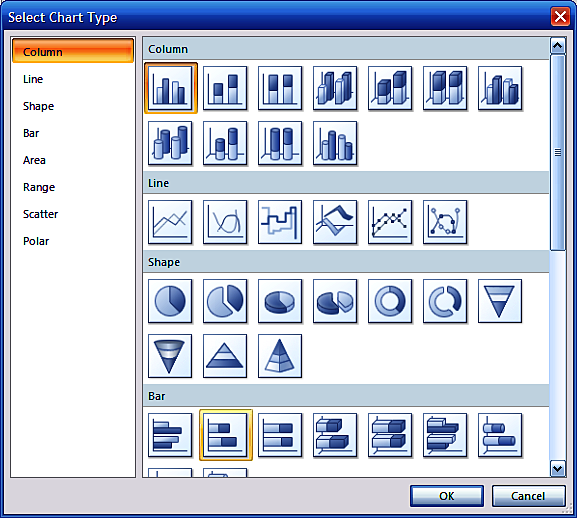 Select Chart Type
Column
Line
Shape
Bar
Area
Range
Scatter
Polar
Column
Line
Shape
Bar
OK
Cancel